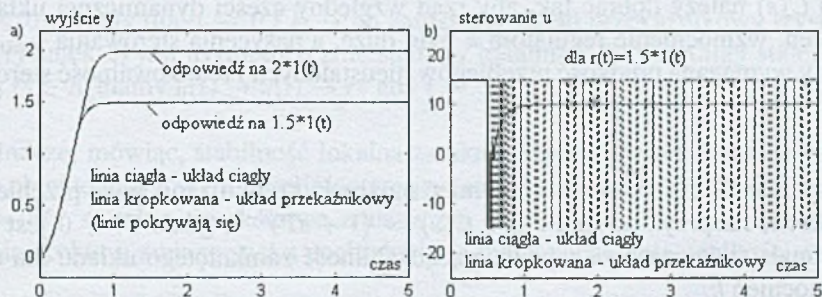 a)
wyjście y
2
1.5
1
0.5
0
odpowiedź na 2*1(t)
odpowiedź na 1.5*1(t)
linia ciągła - układ ciągły
linia kropkowana - układ przekaźnikowy
(linie pokrywają się)
czas
0 1 2 3 4 5
b)
sterowanie u
dla r(t)=1.5*1(t)
20
10
0
-10
-20
linia ciągła - układ ciągły
linia kropkowana - układ przekaźnikowy czas
0 1 2 3 4 5